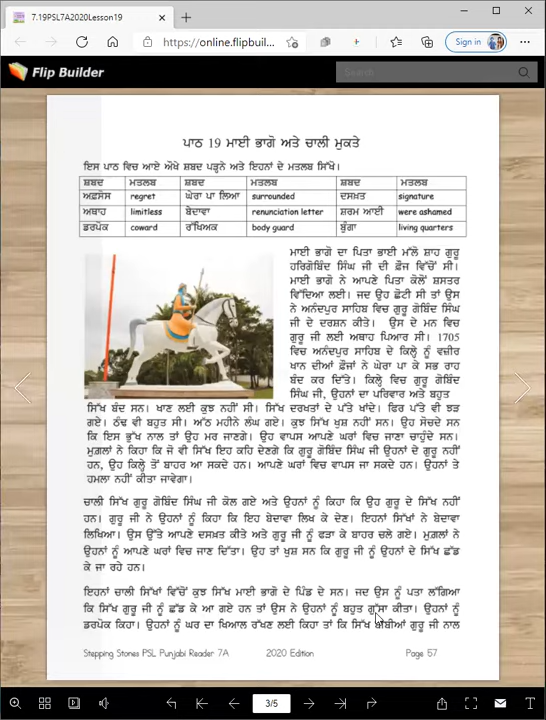 7.19PSL7A2020Lesson19
https://online.flipbuil...
Sign in
Flip Builder
Search
ਪਾਠ 19 ਮਾਈ ਭਾਗੋ ਅਤੇ ਚਾਲੀ ਮੁਕਤੇ
ਇਸ ਪਾਠ ਵਿਚ ਆਏ ਔਖੇ ਸ਼ਬਦ ਪੜ੍ਹਨੇ ਅਤੇ ਇਹਨਾਂ ਦੇ ਮਤਲਬ ਸਿੱਖੋ।
ਸ਼ਬਦ ਮਤਲਬ ਸ਼ਬਦ ਮਤਲਬ ਸ਼ਬਦ ਮਤਲਬ
ਅਫ਼ਸੋਸ regret ਘੇਰਾ ਪਾ ਲਿਆ surrounded ਦਸਖ਼ਤ signature
ਅਥਾਹ limitless ਬੇਦਾਵਾ renunciation letter ਸ਼ਰਮ ਆਈ were ashamed
ਡਰਪੋਕ coward ਰੱਖਿਅਕ body guard ਬੁੰਗਾ living quarters
ਮਾਈ ਭਾਗੋ ਦਾ ਪਿਤਾ ਭਾਈ ਮੱਲੋ ਸ਼ਾਹ ਗੁਰੂ
ਹਰਿਗੋਬਿੰਦ ਸਿੰਘ ਜੀ ਦੀ ਫ਼ੌਜ ਵਿੱਚੋਂ ਸੀ।
ਮਾਈ ਭਾਗੋ ਨੇ ਆਪਣੇ ਪਿਤਾ ਕੋਲੋਂ ਸ਼ਸਤਰ
ਵਿੱਦਿਆ ਲਈ। ਜਦ ਉਹ ਛੋਟੀ ਸੀ ਤਾਂ ਉਸ
ਨੇ ਅਨੰਦਪੁਰ ਸਾਹਿਬ ਵਿਚ ਗੁਰੂ ਗੋਬਿੰਦ ਸਿੰਘ
ਜੀ ਦੇ ਦਰਸ਼ਨ ਕੀਤੇ। ਉਸ ਦੇ ਮਨ ਵਿਚ
ਗੁਰੂ ਜੀ ਲਈ ਅਥਾਹ ਪਿਆਰ ਸੀ। 1705
ਵਿਚ ਅਨੰਦਪੁਰ ਸਾਹਿਬ ਦੇ ਕਿਲ੍ਹੇ ਨੂੰ ਵਜ਼ੀਰ
ਖਾਨ ਦੀਆਂ ਫ਼ੌਜਾਂ ਨੇ ਘੇਰਾ ਪਾ ਕੇ ਸਭ ਰਾਹ
ਬੰਦ ਕਰ ਦਿੱਤੇ। ਕਿਲ੍ਹੇ ਵਿਚ ਗੁਰੂ ਗੋਬਿੰਦ
ਸਿੰਘ ਜੀ, ਉਹਨਾਂ ਦਾ ਪਰਿਵਾਰ ਅਤੇ ਬਹੁਤ
ਸਿੱਖ ਬੰਦ ਸਨ। ਖਾਣ ਲਈ ਕੁਝ ਨਹੀਂ ਸੀ। ਸਿੱਖ ਦਰਖਤਾਂ ਦੇ ਪੱਤੇ ਖਾਂਦੇ। ਫਿਰ ਪੱਤੇ ਵੀ ਝੜ
ਗਏ। ਠੰਢ ਵੀ ਬਹੁਤ ਸੀ। ਅੱਠ ਮਹੀਨੇ ਲੰਘ ਗਏ। ਕੁਝ ਸਿੱਖ ਖੁਸ਼ ਨਹੀਂ ਸਨ। ਉਹ ਸੋਚਦੇ ਸਨ
ਕਿ ਇਸ ਭੁੱਖ ਨਾਲ ਤਾਂ ਉਹ ਮਰ ਜਾਣਗੇ। ਉਹ ਵਾਪਸ ਆਪਣੇ ਘਰਾਂ ਵਿਚ ਜਾਣਾ ਚਾਹੁੰਦੇ ਸਨ।
ਮੁਗ਼ਲਾਂ ਨੇ ਕਿਹਾ ਕਿ ਜੋ ਵੀ ਸਿੱਖ ਇਹ ਕਹਿ ਦੇਣਗੇ ਕਿ ਗੁਰੂ ਗੋਬਿੰਦ ਸਿੰਘ ਜੀ ਉਹਨਾਂ ਦੇ ਗੁਰੂ ਨਹੀਂ
ਹਨ, ਉਹ ਕਿਲ੍ਹੇ ਤੋਂ ਬਾਹਰ ਆ ਸਕਦੇ ਹਨ। ਆਪਣੇ ਘਰਾਂ ਵਿਚ ਵਾਪਸ ਜਾ ਸਕਦੇ ਹਨ। ਉਹਨਾਂ ਤੇ
ਹਮਲਾ ਨਹੀਂ ਕੀਤਾ ਜਾਵੇਗਾ।
ਚਾਲੀ ਸਿੱਖ ਗੁਰੂ ਗੋਬਿੰਦ ਸਿੰਘ ਜੀ ਕੋਲ ਗਏ ਅਤੇ ਉਹਨਾਂ ਨੂੰ ਕਿਹਾ ਕਿ ਉਹ ਗੁਰੂ ਦੇ ਸਿੱਖ ਨਹੀਂ
ਹਨ। ਗੁਰੂ ਜੀ ਨੇ ਉਹਨਾਂ ਨੂੰ ਕਿਹਾ ਕਿ ਇਹ ਬੇਦਾਵਾ ਲਿਖ ਕੇ ਦੇਣ। ਇਹਨਾਂ ਸਿੱਖਾਂ ਨੇ ਬੇਦਾਵਾ
ਲਿਖਿਆ। ਉਸ ਉੱਤੇ ਆਪਣੇ ਦਸਖ਼ਤ ਕੀਤੇ ਅਤੇ ਗੁਰੂ ਜੀ ਨੂੰ ਫੜਾ ਕੇ ਬਾਹਰ ਚਲੇ ਗਏ। ਮੁਗ਼ਲਾਂ ਨੇ
ਉਹਨਾਂ ਨੂੰ ਆਪਣੇ ਘਰਾਂ ਵਿਚ ਜਾਣ ਦਿੱਤਾ। ਉਹ ਤਾਂ ਖੁਸ਼ ਸਨ ਕਿ ਗੁਰੂ ਜੀ ਨੂੰ ਉਹਨਾਂ ਦੇ ਸਿੱਖ ਛੱਡ
ਕੇ ਜਾ ਰਹੇ ਹਨ।
ਇਹਨਾਂ ਚਾਲੀ ਸਿੱਖਾਂ ਵਿੱਚੋਂ ਕੁਝ ਸਿੱਖ ਮਾਈ ਭਾਗੋ ਦੇ ਪਿੰਡ ਦੇ ਸਨ। ਜਦ ਉਸ ਨੂੰ ਪਤਾ ਲੱਗਿਆ
ਕਿ ਸਿੱਖ ਗੁਰੂ ਜੀ ਨੂੰ ਛੱਡ ਕੇ ਆ ਗਏ ਹਨ ਤਾਂ ਉਸ ਨੇ ਉਹਨਾਂ ਨੂੰ ਬਹੁਤ ਗੁੱਸਾ ਕੀਤਾ। ਉਹਨਾਂ ਨੂੰ
ਡਰਪੋਕ ਕਿਹਾ। ਉਹਨਾਂ ਨੂੰ ਘਰ ਦਾ ਖਿਆਲ ਰੱਖਣ ਲਈ ਕਿਹਾ ਤਾਂ ਕਿ ਸਿੱਖ ਬੀਬੀਆਂ ਗੁਰੂ ਜੀ ਨਾਲ
Stepping Stones PSL Punjabi Reader 7A 2020 Edition Page 57
3/5